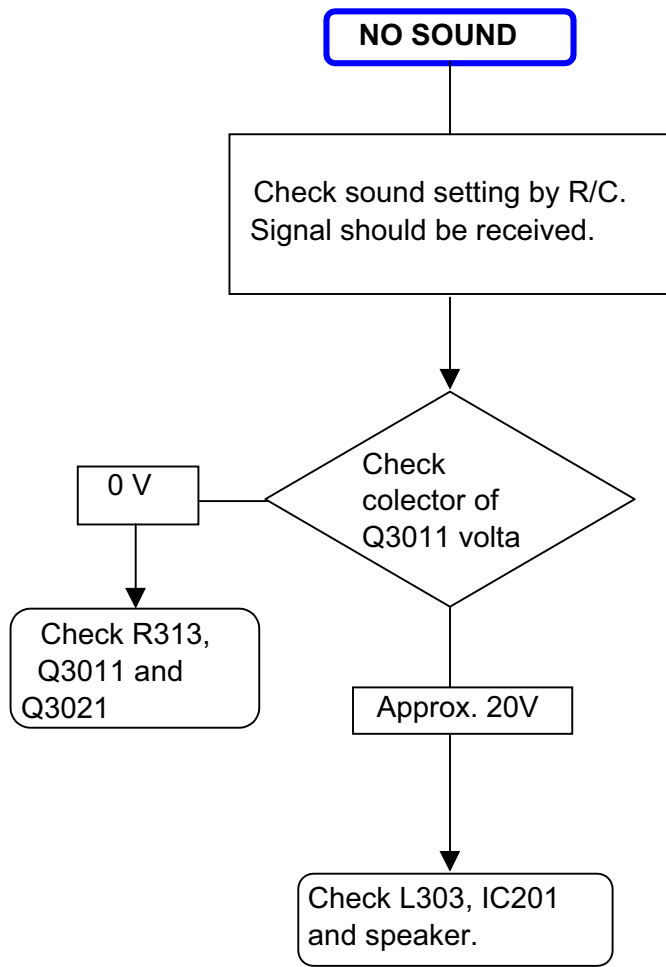 NO SOUND
Check sound setting by R/C.
Signal should be received.
Check
colector of
Q3011 volta
0 V
Check R313,
Q3011 and
Q3021
Approx. 20V
Check L303, IC201
and speaker.